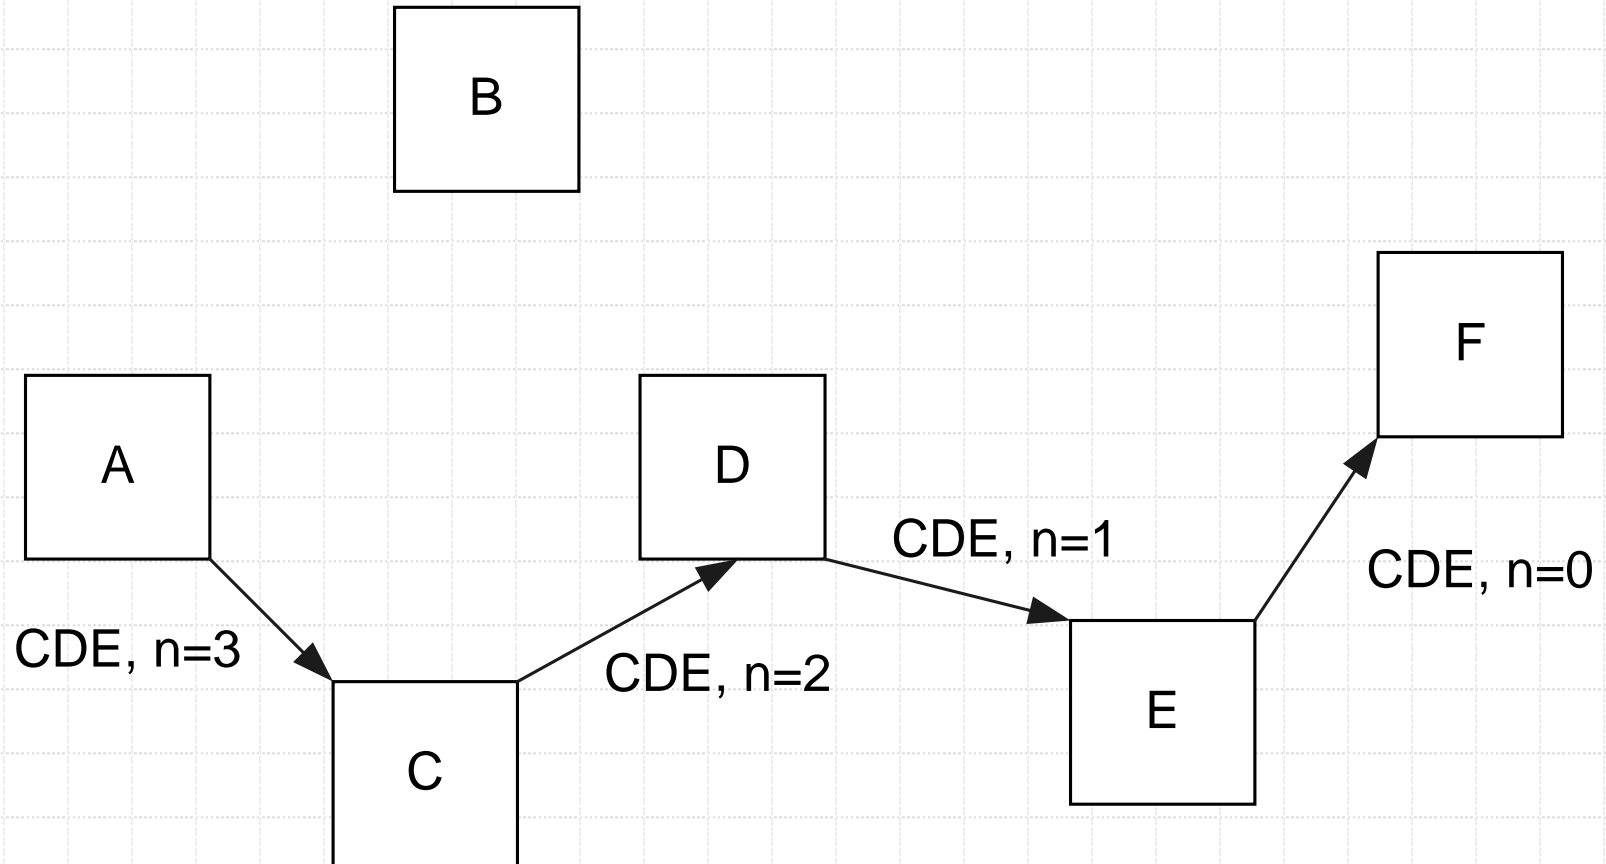 B
F
A
D
CDE, n=1
CDE, n=0
CDE, n=3
CDE, n=2
E
C